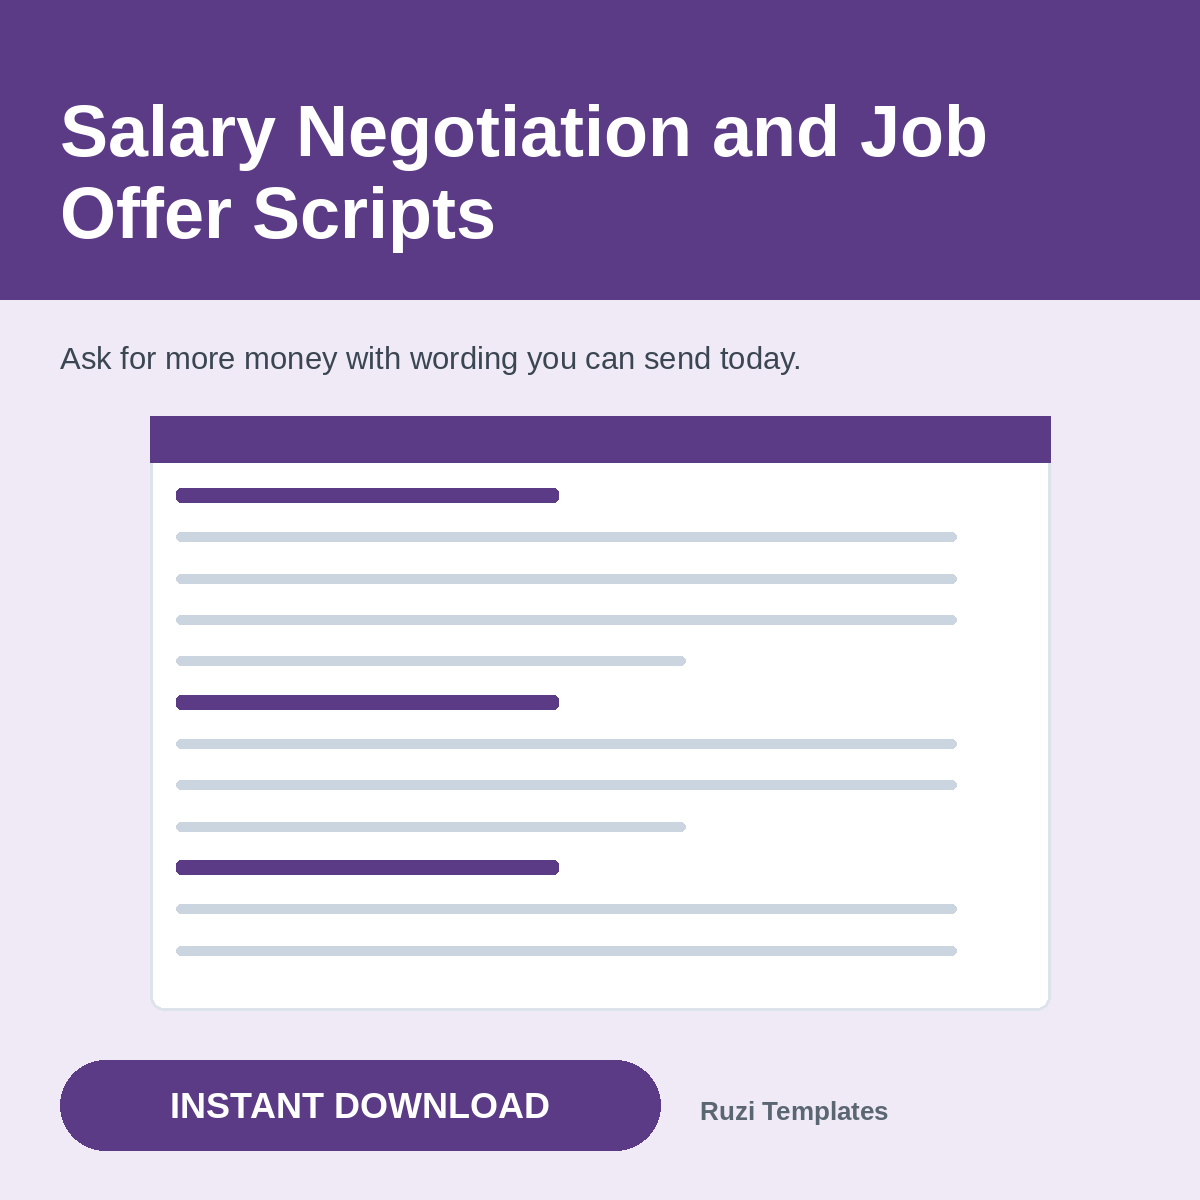 Salary Negotiation and Job
Offer Scripts
Ask for more money with wording you can send today.
INSTANT DOWNLOAD
Ruzi Templates